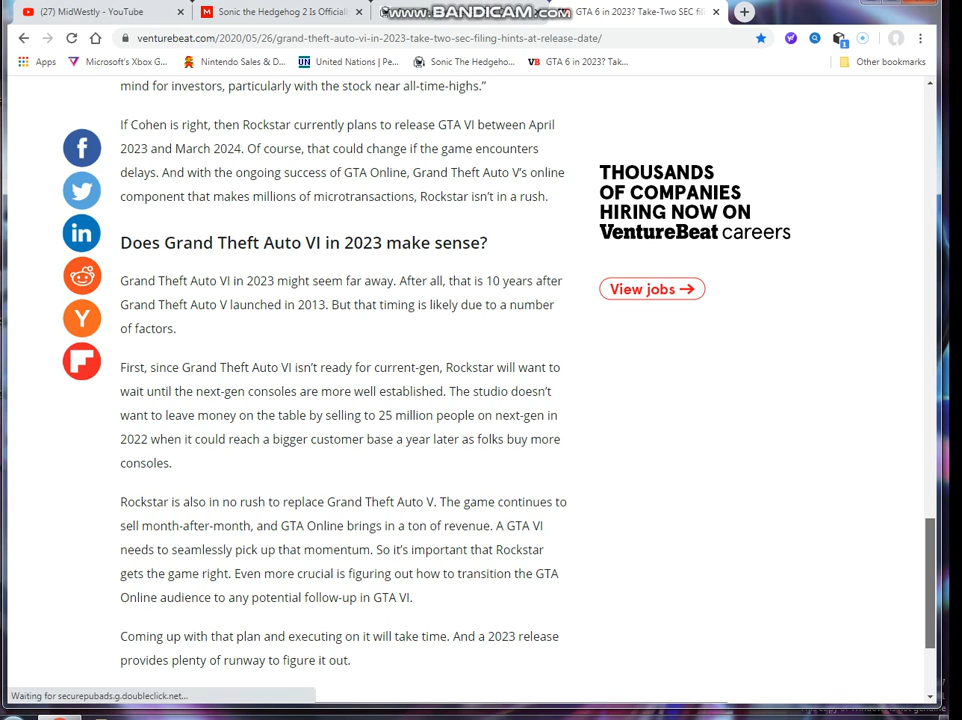 (27) MidWestly - YouTube
Sonic the Hedgehog 2 Is Officiall
www.BANDICAM.com
GTA 6 in 2023? Take-Two SEC fil
venturebeat.com/2020/05/26/grand-theft-auto-vi-in-2023-take-two-sec-filing-hints-at-release-date/
Apps
Microsoft's Xbox G...
Nintendo Sales & D...
UN
United Nations | Pe...
Sonic The Hedgeho...
VB
GTA 6 in 2023? Tak...
Other bookmarks
mind for investors, particularly with the stock near all-time-highs.”
If Cohen is right, then Rockstar currently plans to release GTA VI between April
2023 and March 2024. Of course, that could change if the game encounters
delays. And with the ongoing success of GTA Online, Grand Theft Auto V’s online
component that makes millions of microtransactions, Rockstar isn’t in a rush.
Does Grand Theft Auto VI in 2023 make sense?
Grand Theft Auto VI in 2023 might seem far away. After all, that is 10 years after
Grand Theft Auto V launched in 2013. But that timing is likely due to a number
of factors.
First, since Grand Theft Auto VI isn’t ready for current-gen, Rockstar will want to
wait until the next-gen consoles are more well established. The studio doesn’t
want to leave money on the table by selling to 25 million people on next-gen in
2022 when it could reach a bigger customer base a year later as folks buy more
consoles.
Rockstar is also in no rush to replace Grand Theft Auto V. The game continues to
sell month-after-month, and GTA Online brings in a ton of revenue. A GTA VI
needs to seamlessly pick up that momentum. So it’s important that Rockstar
gets the game right. Even more crucial is figuring out how to transition the GTA
Online audience to any potential follow-up in GTA VI.
Coming up with that plan and executing on it will take time. And a 2023 release
provides plenty of runway to figure it out.
THOUSANDS
OF COMPANIES
HIRING NOW ON
VentureBeat careers
View jobs →
Waiting for securepubads.g.doubleclick.net...